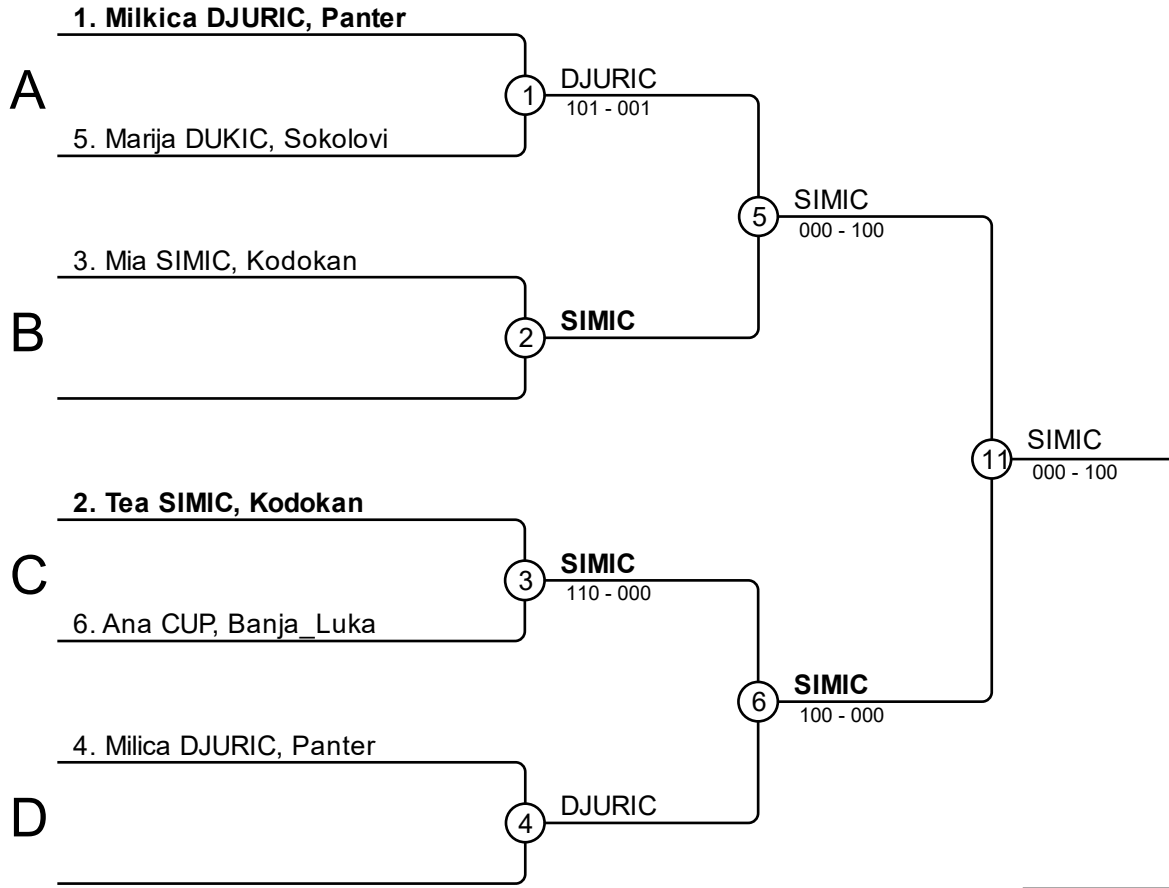 1. Milkica DJURIC, Panter
A
1
DJURIC
101 - 001
5. Marija DUKIC, Sokolovi
5
SIMIC
000 - 100
3. Mia SIMIC, Kodokan
B
2
SIMIC
11
SIMIC
000 - 100
2. Tea SIMIC, Kodokan
C
3
SIMIC
110 - 000
6. Ana CUP, Banja_Luka
6
SIMIC
100 - 000
4. Milica DJURIC, Panter
D
4
DJURIC